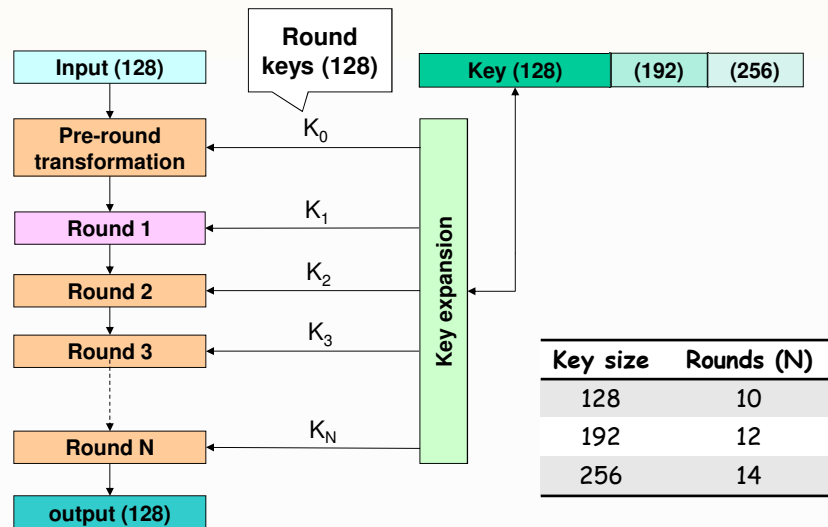 Round
keys (128)
Input (128)
Key (128) (192) (256)
Pre-round
transformation
K0
Round 1
K1
Round 2
K2
Round 3
K3
Round N
KN
output (128)
Key expansion
Key size Rounds (N)
128 10
192 12
256 14